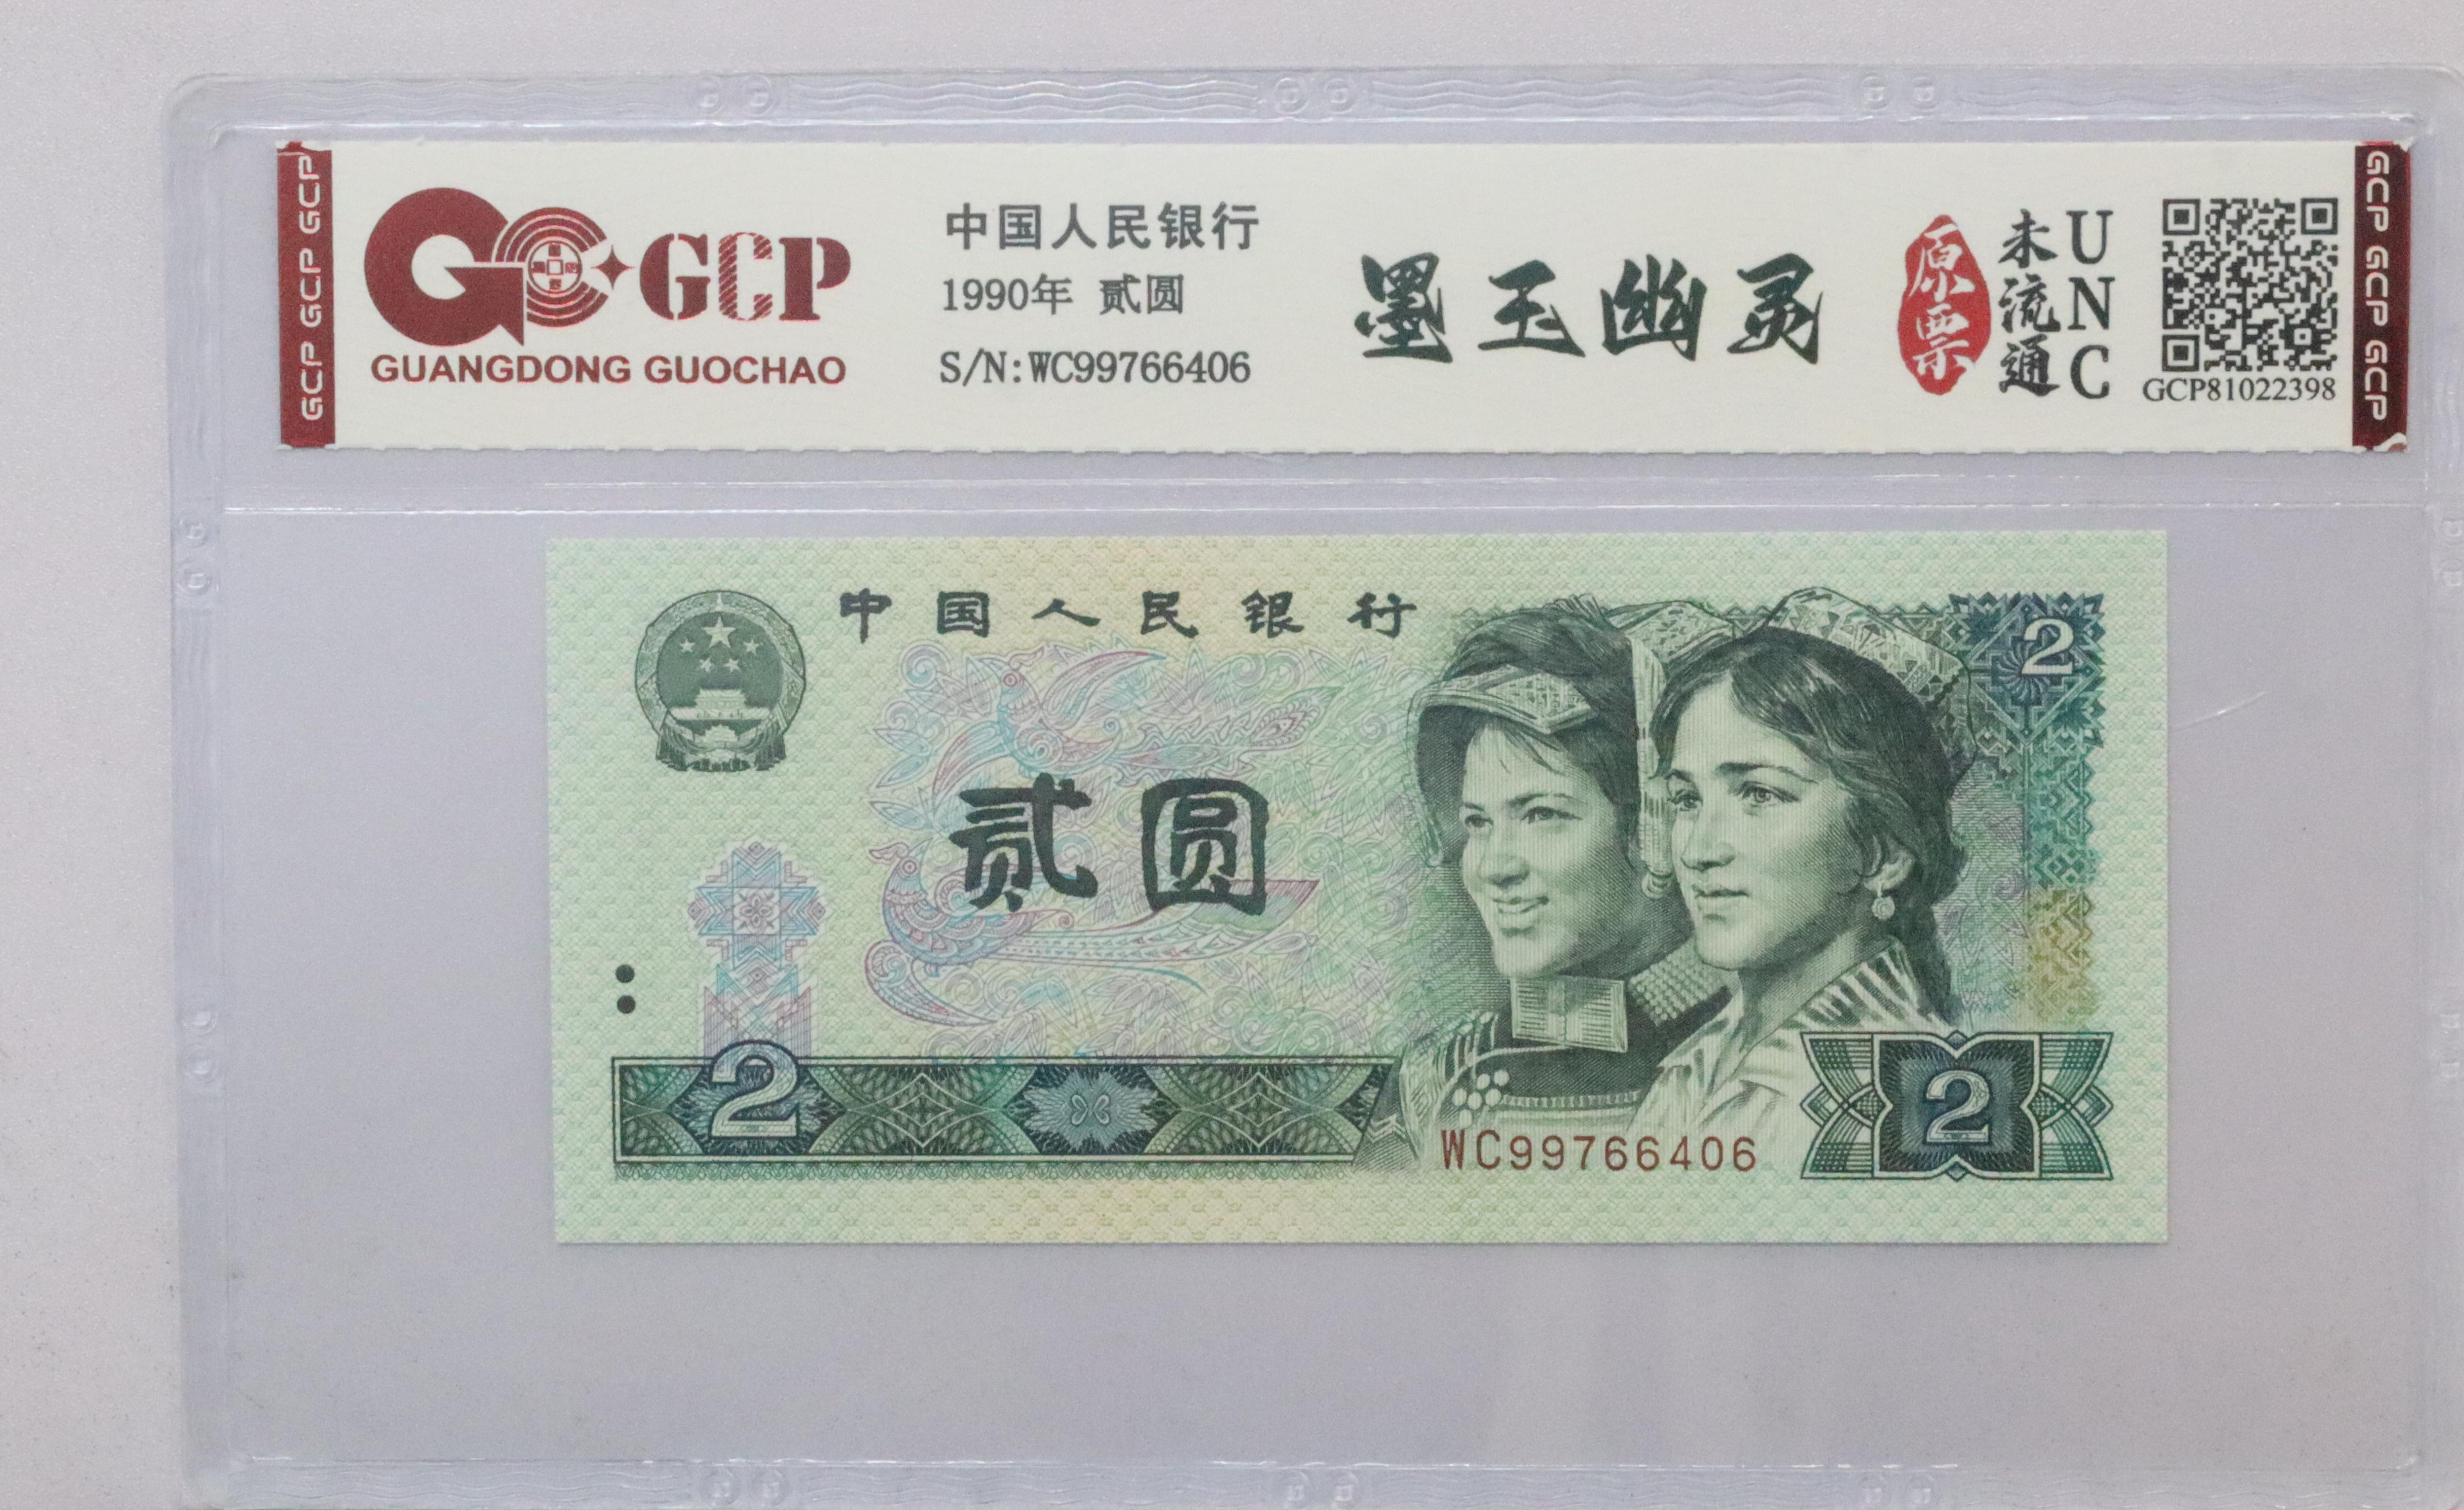 GCP GCP GCP
GCP
GUANGDONG GUOCHAO
中国人民银行
1990年 贰圆
S/N:WC99766406
墨玉幽灵
原票
未流通
UNC
GCP81022398
GCP GCP GCP
中国人民银行
2
贰圆
2
WC99766406
2